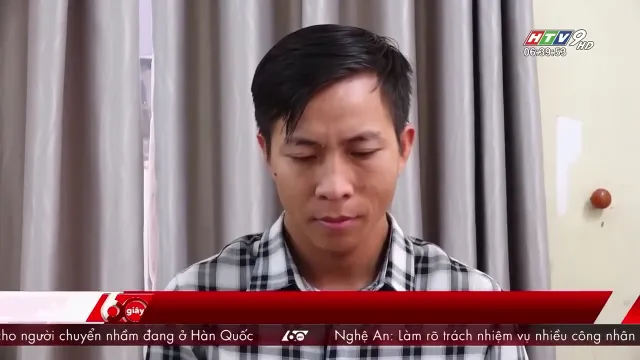 HTV9 HD
06:39:53
60 giây
cho người chuyển nhầm đang ở Hàn Quốc 60 Nghệ An: Làm rõ trách nhiệm vụ nhiều công nhân